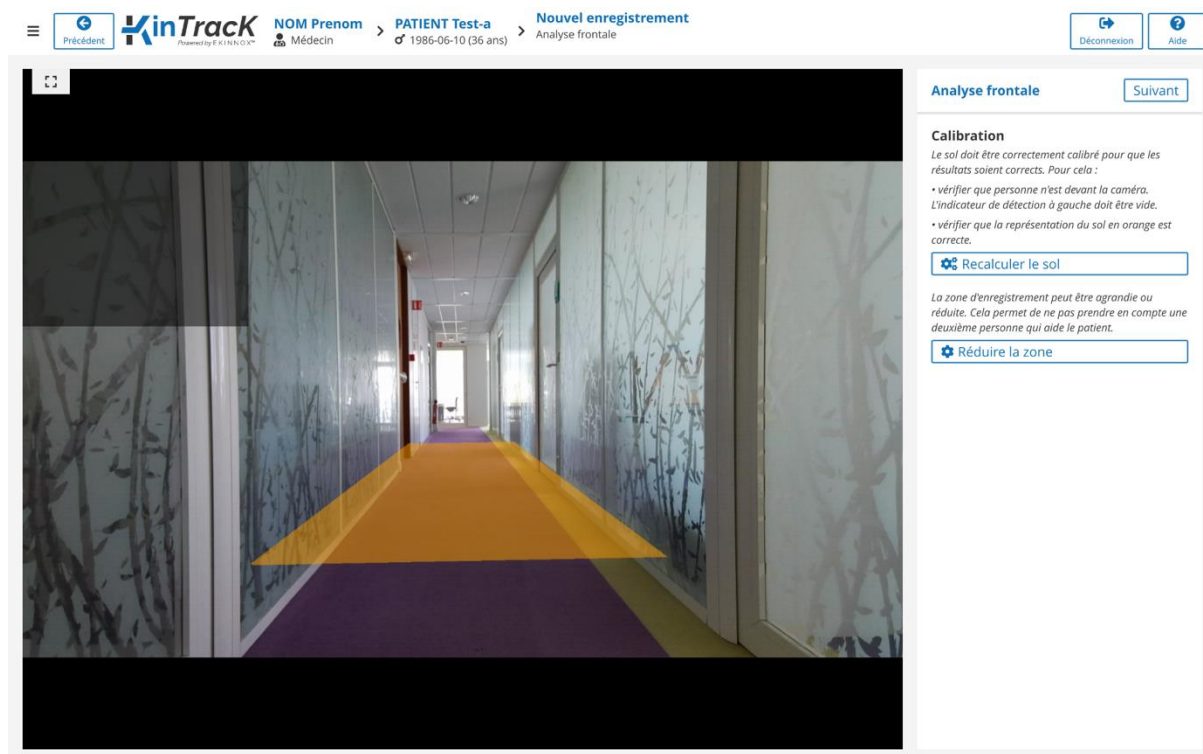 Précédent
KinTracK
Powered by EKINNOX™
NOM Prenom
Médecin
PATIENT Test-a
1986-06-10 (36 ans)
Nouvel enregistrement
Analyse frontale
Déconnexion
Aide
Analyse frontale
Suivant
Calibration
Le sol doit être correctement calibré pour que les
résultats soient corrects. Pour cela :
• vérifier que personne n'est devant la caméra.
L'indicateur de détection à gauche doit être vide.
• vérifier que la représentation du sol en orange est
correcte.
Recalculer le sol
La zone d'enregistrement peut être agrandie ou
réduite. Cela permet de ne pas prendre en compte une
deuxième personne qui aide le patient.
Réduire la zone